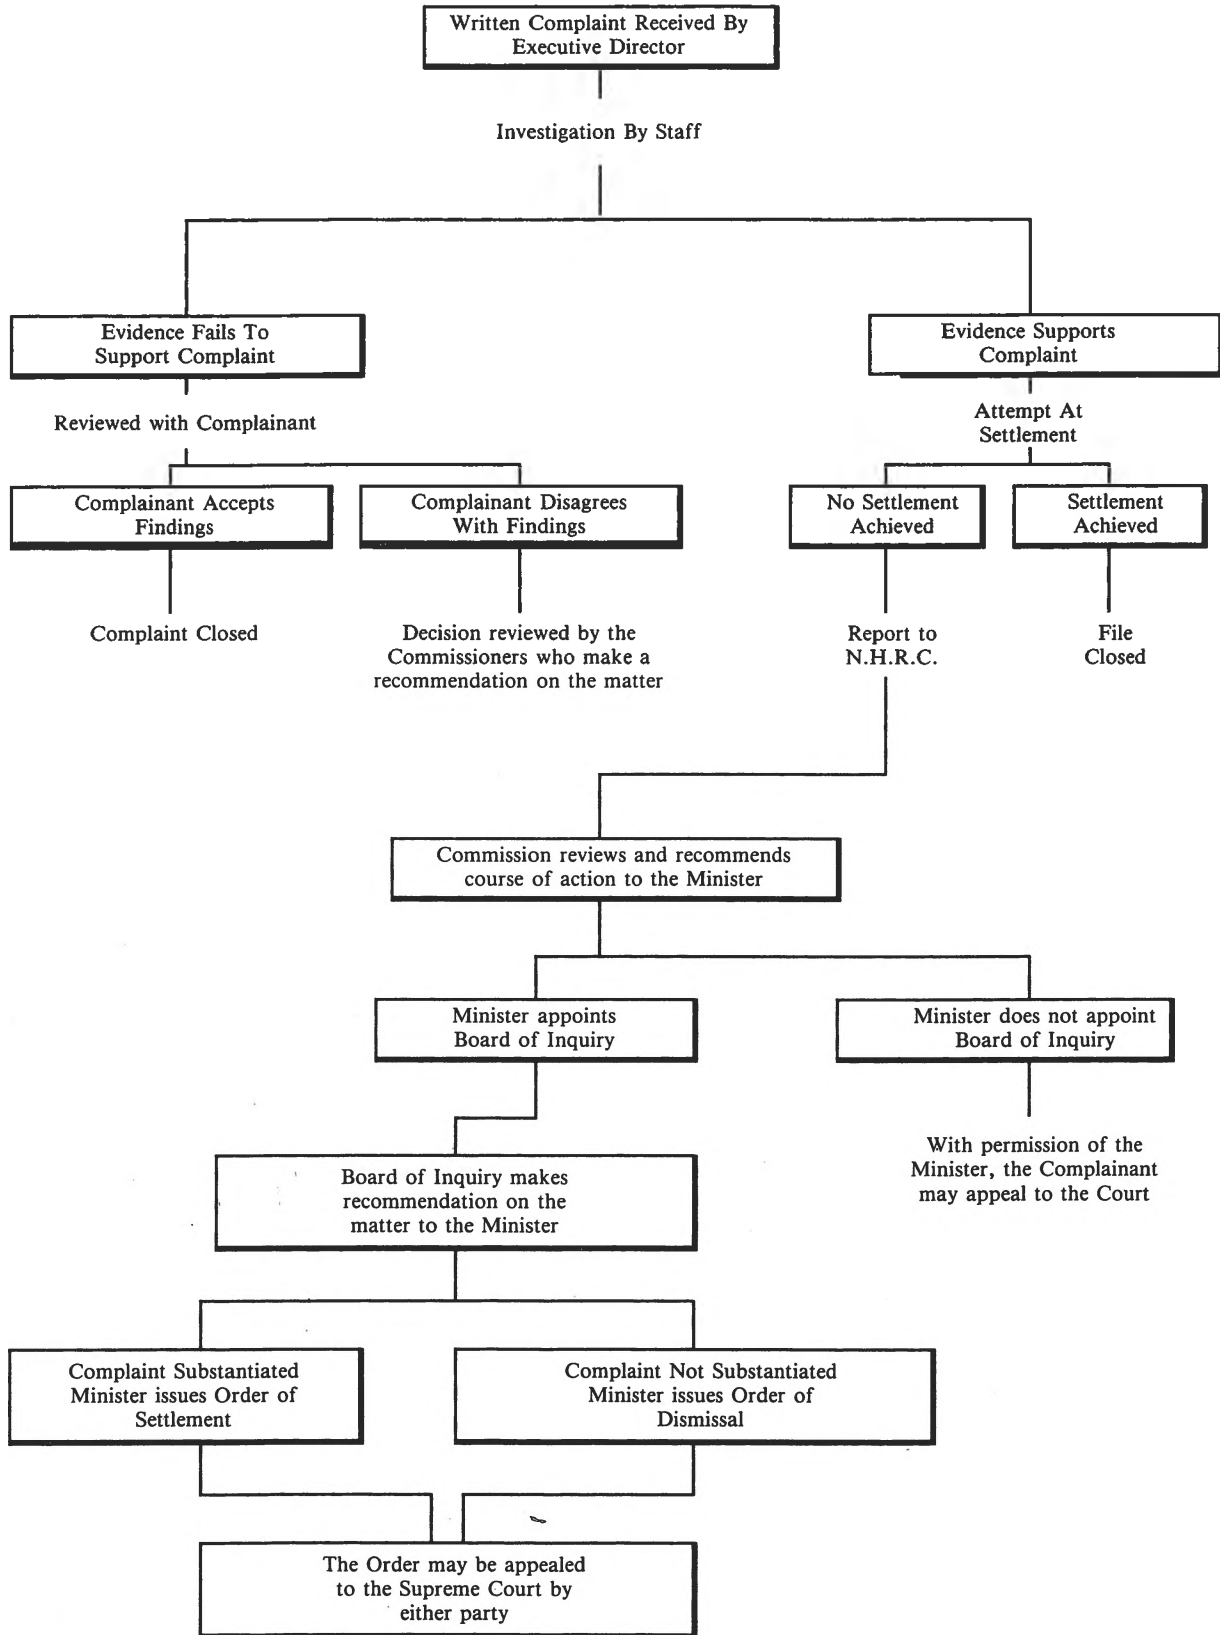 Written Complaint Received By
Executive Director
Investigation By Staff
Evidence Fails To
Support Complaint
Evidence Supports
Complaint
Reviewed with Complainant
Attempt At
Settlement
Complainant Accepts
Findings
Complainant Disagrees
With Findings
No Settlement
Achieved
Settlement
Achieved
Complaint Closed
Decision reviewed by the
Commissioners who make a
recommendation on the matter
Report to
N.H.R.C.
File
Closed
Commission reviews and recommends
course of action to the Minister
Minister appoints
Board of Inquiry
Minister does not appoint
Board of Inquiry
With permission of the
Minister, the Complainant
may appeal to the Court
Board of Inquiry makes
recommendation on the
matter to the Minister
Complaint Substantiated
Minister issues Order of
Settlement
Complaint Not Substantiated
Minister issues Order of
Dismissal
The Order may be appealed
to the Supreme Court by
either party